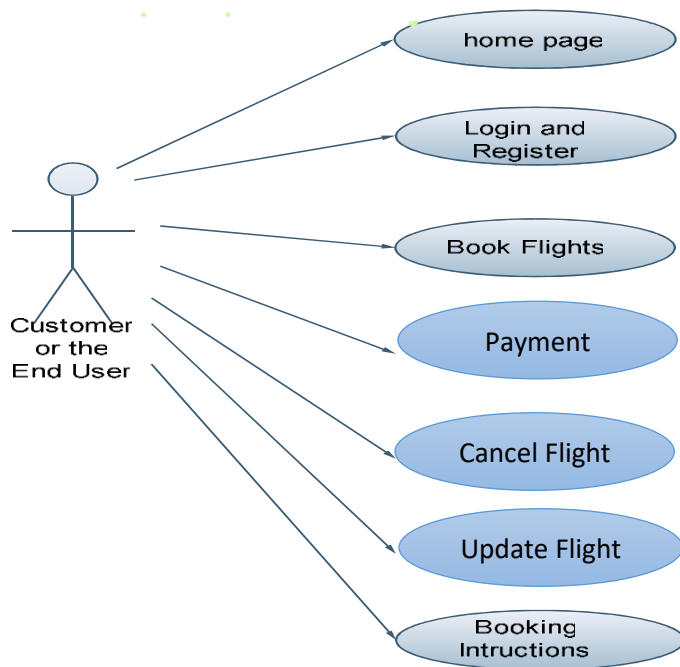 home page
Login and
Register
Book Flights
Customer
or the
End User
Payment
Cancel Flight
Update Flight
Booking
Intructions